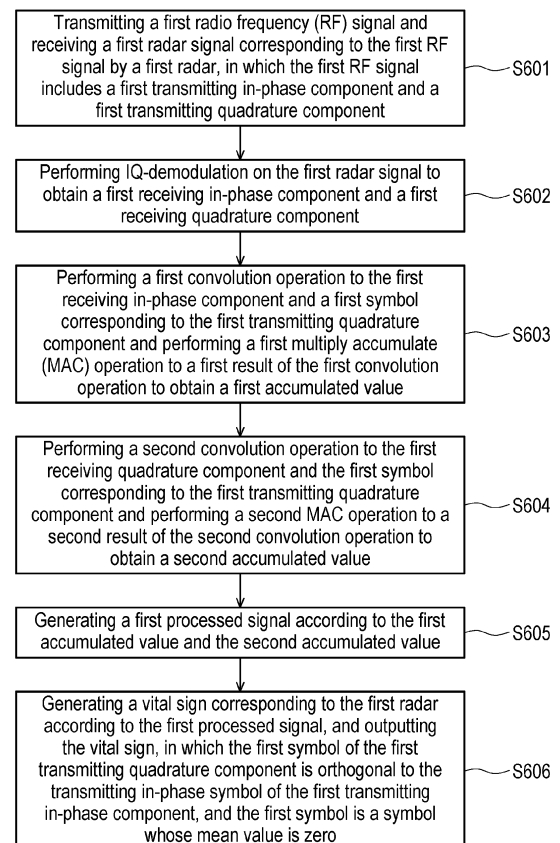 Transmitting a first radio frequency (RF) signal and
receiving a first radar signal corresponding to the first RF
signal by a first radar, in which the first RF signal
includes a first transmitting in-phase component and a
first transmitting quadrature component
S601
Performing IQ-demodulation on the first radar signal to
obtain a first receiving in-phase component and a first
receiving quadrature component
S602
Performing a first convolution operation to the first
receiving in-phase component and a first symbol
corresponding to the first transmitting quadrature
component and performing a first multiply accumulate
(MAC) operation to a first result of the first convolution
operation to obtain a first accumulated value
S603
Performing a second convolution operation to the first
receiving quadrature component and the first symbol
corresponding to the first transmitting quadrature
component and performing a second MAC operation to a
second result of the second convolution operation to
obtain a second accumulated value
S604
Generating a first processed signal according to the first
accumulated value and the second accumulated value
S605
Generating a vital sign corresponding to the first radar
according to the first processed signal, and outputting
the vital sign, in which the first symbol of the first
transmitting quadrature component is orthogonal to the
transmitting in-phase symbol of the first transmitting
in-phase component, and the first symbol is a symbol
whose mean value is zero
S606